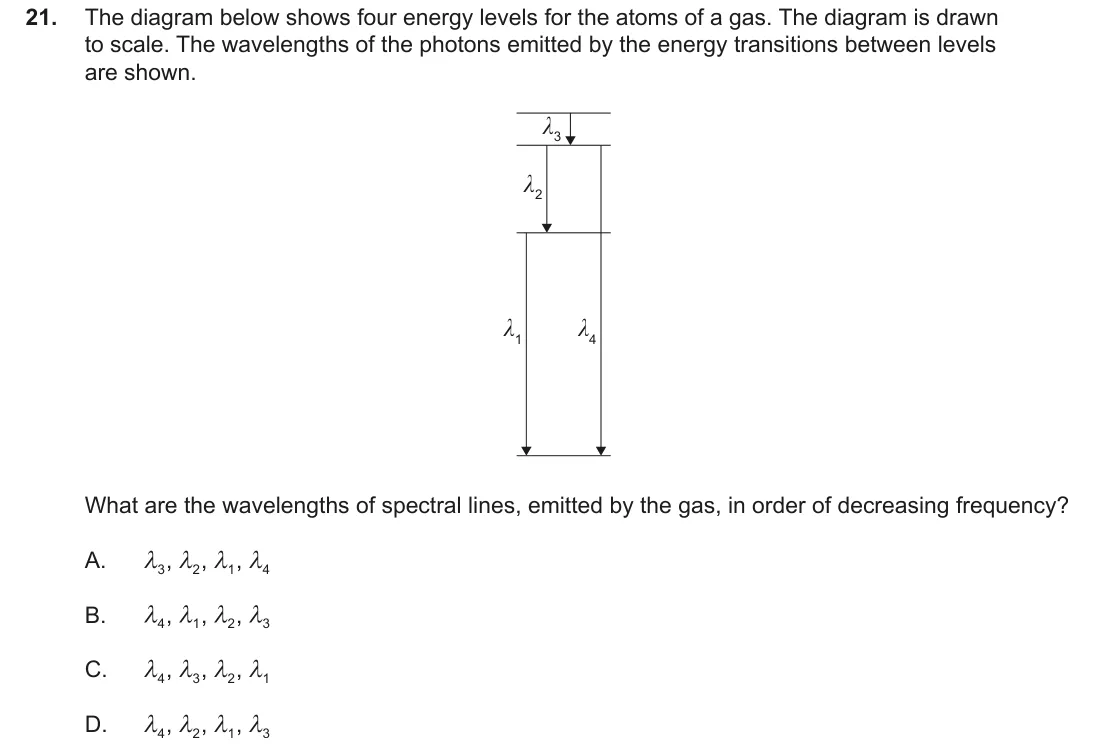 21. The diagram below shows four energy levels for the atoms of a gas. The diagram is drawn
to scale. The wavelengths of the photons emitted by the energy transitions between levels
are shown.
λ₃
λ₂
λ₁ λ₄
What are the wavelengths of spectral lines, emitted by the gas, in order of decreasing frequency?
A. λ₃, λ₂, λ₁, λ₄
B. λ₄, λ₁, λ₂, λ₃
C. λ₄, λ₃, λ₂, λ₁
D. λ₄, λ₂, λ₁, λ₃